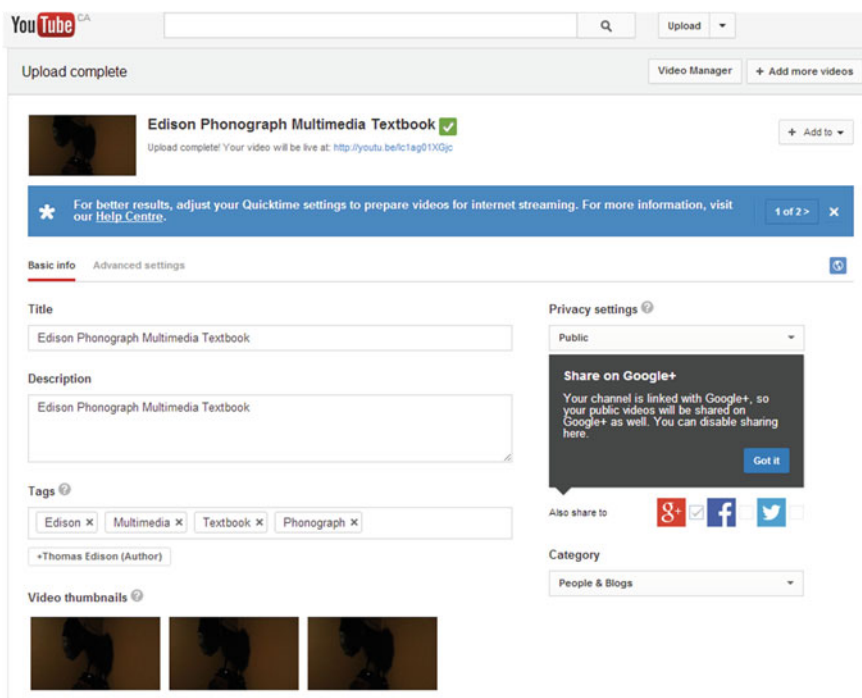 You Tube CA
Upload
Upload complete
Video Manager
+ Add more videos
Edison Phonograph Multimedia Textbook
Upload complete! Your video will be live at: http://youtu.be/lc1ag01XGjc
+ Add to
For better results, adjust your Quicktime settings to prepare videos for internet streaming. For more information, visit
our Help Centre.
1 of 2 >
Basic info
Advanced settings
Title
Edison Phonograph Multimedia Textbook
Description
Edison Phonograph Multimedia Textbook
Tags
Edison × Multimedia × Textbook × Phonograph ×
+Thomas Edison (Author)
Video thumbnails
Privacy settings
Public
Share on Google+
Your channel is linked with Google+, so
your public videos will be shared on
Google+ as well. You can disable sharing
here.
Got it
Also share to
Category
People & Blogs